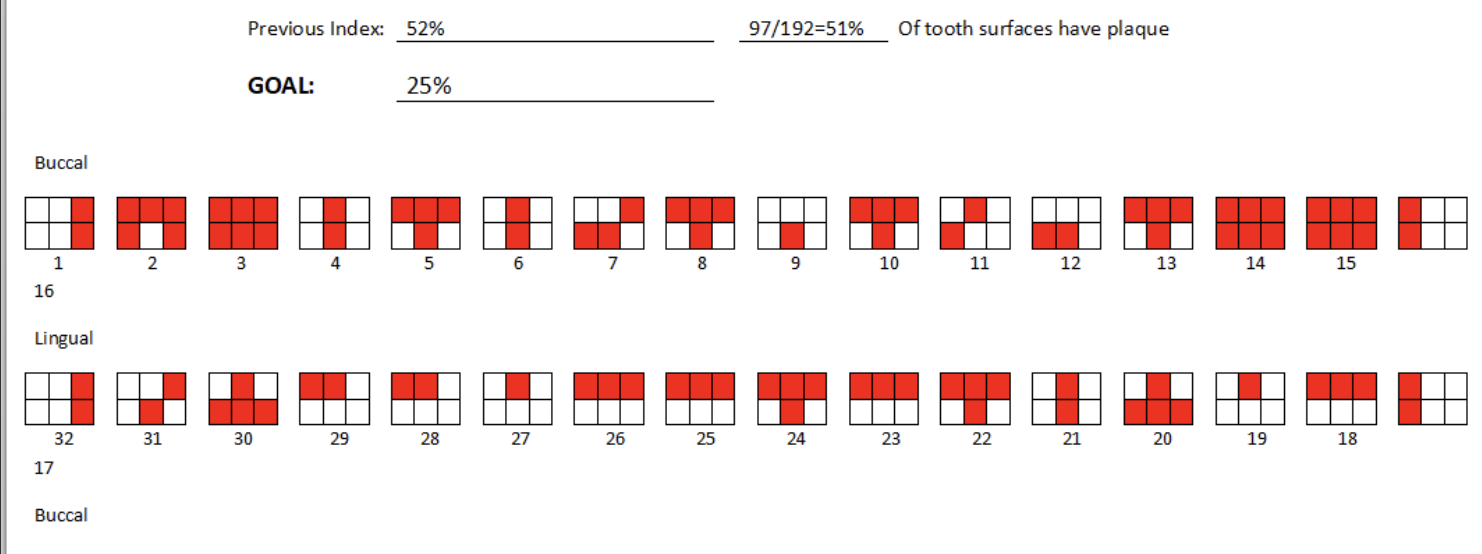 Previous Index: 52% 97/192=51% Of tooth surfaces have plaque
GOAL: 25%
Buccal
1 2 3 4 5 6 7 8 9 10 11 12 13 14 15
16
Lingual
32 31 30 29 28 27 26 25 24 23 22 21 20 19 18
17
Buccal